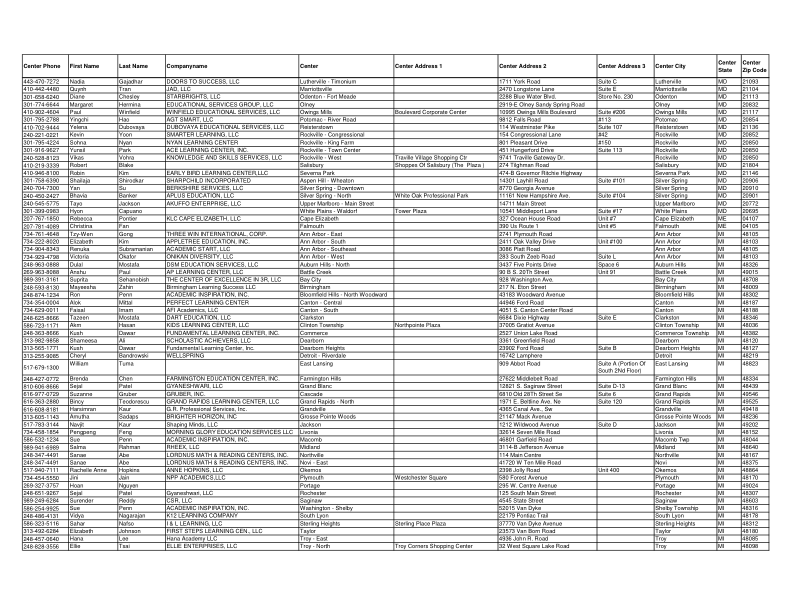 Center Phone First Name Last Name Companyname Center Center Address 1 Center Address 2 Center Address 3 Center City Center State Center Zip Code
443-470-7272 Nadia Gajadhar DOORS TO SUCCESS, LLC Lutherville - Timonium 1711 York Road Suite C Lutherville MD 21093
410-442-4480 Quynh Tran JAD, LLC Marriottsville 2470 Longstone Lane Suite E Marriottsville MD 21104
301-658-6240 Diane Chesley STARBRIGHTS, LLC Odenton - Fort Meade 2288 Blue Water Blvd. Store No. 230 Odenton MD 21113
301-774-6644 Margaret Hermina EDUCATIONAL SERVICES GROUP, LLC Olney 2919-E Olney Sandy Spring Road Olney MD 20832
410-902-4604 Paul Winfield WINFIELD EDUCATIONAL SERVICES, LLC Owings Mills Boulevard Corporate Center 10995 Owings Mills Boulevard Suite #206 Owings Mills MD 21117
301-795-2788 Yingchi Hao AGT SMART, LLC Potomac - River Road 9812 Falls Road #113 Potomac MD 20854
410-702-9444 Yelena Dubovaya DUBOVAYA EDUCATIONAL SERVICES, LLC Reisterstown 114 Westminster Pike Suite 107 Reisterstown MD 21136
240-221-0221 Kevin Yoon SMARTER LEARNING, LLC Rockville - Congressional 154 Congressional Lane #42 Rockville MD 20852
301-795-4224 Sohna Nyan NYAN LEARNING CENTER Rockville - King Farm 801 Pleasant Drive #150 Rockville MD 20850
301-916-9627 Yunsil Park ACE LEARNING CENTER, INC. Rockville - Town Center 451 Hungerford Drive Suite 113 Rockville MD 20850
240-528-8123 Vikas Vohra KNOWLEDGE AND SKILLS SERVICES, LLC Rockville - West Traville Village Shopping Ctr 9741 Traville Gateway Dr. Rockville MD 20850
410-219-3339 Robert Blake Salisbury Shoppes Of Salisbury (The Plaza ) 274 Tilghman Road Salisbury MD 21804
410-946-8100 Robin Kim EARLY BIRD LEARNING CENTERLLC Severna Park 474-B Governor Ritchie Highway Severna Park MD 21146
301-758-6390 Shailaja Shirodkar SHARPCHILD INCORPORATED Aspen Hill - Wheaton 14301 Layhill Road Suite #101 Silver Spring MD 20906
240-704-7300 Yan Su BERKSHIRE SERVICES, LLC Silver Spring - Downtown 8770 Georgia Avenue Silver Spring MD 20910
240-450-2427 Bhavia Banker ALPHA STUDIES, LLC Silver Spring - North White Oak Professional Park 11161 New Hampshire Ave. Suite #104 Silver Spring MD 20901
240-545-5775 Tayo Jackson AKUFFO ENTERPRISE, LLC Upper Marlboro - Main Street 14711 Main Street Upper Marlboro MD 20772
301-399-0983 Hyon Capuano White Plains - Waldorf Tower Plaza 10541 Middleport Lane Suite #17 White Plains MD 20695
207-767-1850 Rebecca Pontier KLC CAPE ELIZABETH, LLC Cape Elizabeth 327 Ocean House Road Unit #7 Cape Elizabeth ME 04107
207-781-4089 Christina Fan Falmouth 390 Us Route 1 Unit #5 Falmouth ME 04105
734-761-4848 Tzy-Wen Gong THREE WIN INTERNATIONAL, CORP. Ann Arbor - East 2741 Plymouth Road Ann Arbor MI 48105
734-222-8020 Elizabeth Kim APPLETREE EDUCATION, INC. Ann Arbor - South 2411 Oak Valley Drive Unit #100 Ann Arbor MI 48103
734-904-8343 Renuka Subramanian ACADEMIC START, LLC Ann Arbor - Southeast 3086 Platt Road Ann Arbor MI 48108
734-929-4798 Victoria Okafor ONIKAN DIVERSITY, LLC Ann Arbor - West 283 South Zeeb Road Suite L Ann Arbor MI 48103
248-963-0888 Dulal Mostafa DSM EDUCATION SERVICES, LLC Auburn Hills - North 3437 Five Points Drive Space 6 Auburn Hills MI 48326
269-963-8088 Anshu Paul AP LEARNING CENTER, LLC Battle Creek 90 B S. 20Th Street Unit 91 Battle Creek MI 49015
989-391-3161 Suprita Sehanobish THE CENTER OF EXCELLENCE IN 3R, LLC Bay City 928 Washington Ave. Bay City MI 48708
248-593-8130 Mayeesha Zahin Birmingham Learning Success LLC Birmingham 217 N. Eton Street Birmingham MI 48009
248-874-1234 Ron Penn ACADEMIC INSPIRATION, INC. Bloomfield Hills - North Woodward 43183 Woodward Avenue Bloomfield Hills MI 48302
734-354-0004 Alok Mittal PERFECT LEARNING CENTER Canton - Central 44946 Ford Road Canton MI 48187
734-629-0011 Faisal Imam AFI Academics, LLC Canton - South 4051 S. Canton Center Road Canton MI 48188
248-625-8666 Tazeen Mostafa DART EDUCATION, LLC Clarkston 6684 Dixie Highway Suite E Clarkston MI 48346
586-723-1171 Akm Hasan KIDS LEARNING CENTER, LLC Clinton Township Northpointe Plaza 37005 Gratiot Avenue Clinton Township MI 48036
248-363-8682 Kush Dawar FUNDAMENTAL LEARNING CENTER, INC. Commerce 2527 Union Lake Road Commerce Township MI 48382
313-982-9858 Shameesa Ali SCHOLASTIC ACHIEVERS, LLC Dearborn 3361 Greenfield Road Dearborn MI 48120
313-565-1771 Kush Dawar Fundamental Learning Center, Inc. Dearborn Heights 23902 Ford Road Suite B Dearborn Heights MI 48127
313-255-9085 Cheryl Bandrowski WELLSPRING Detroit - Riverdale 16742 Lamphere Detroit MI 48219
517-679-1300 William Tuma East Lansing 909 Abbot Road Suite A (Portion Of South 2Nd Floor) East Lansing MI 48823
248-427-0772 Brenda Chen FARMINGTON EDUCATION CENTER, INC. Farmington Hills 27622 Middlebelt Road Farmington Hills MI 48334
810-606-8666 Sejal Patel GYANESHWARI, LLC Grand Blanc 12821 S. Saginaw Street Suite D-13 Grand Blanc MI 48439
616-977-0729 Suzanne Gruber GRUBER, INC. Cascade 6810 Old 28Th Street Se Suite 6 Grand Rapids MI 49546
616-363-2880 Bincy Teodorescu GRAND RAPIDS LEARNING CENTER, LLC Grand Rapids - North 1971 E. Beltline Ave. Ne Suite 120 Grand Rapids MI 49525
616-608-8181 Harsimran Kaur G.R. Professional Services, Inc. Grandville 4365 Canal Ave., Sw Grandville MI 49418
313-605-1143 Amutha Sadaps BRIGHTER HORIZON, INC. Grosse Pointe Woods 21147 Mack Avenue Grosse Pointe Woods MI 48236
517-783-3144 Navjit Kaur Shaping Minds, LLC Jackson 1212 Wildwood Avenue Suite D Jackson MI 49202
734-458-1854 Pengpeng Feng MORNING GLORY EDUCATION SERVICES LLC Livonia 32614 Seven Mile Road Livonia MI 48152
586-532-1234 Sue Penn ACADEMIC INSPIRATION, INC. Macomb 46801 Garfield Road Macomb Twp MI 48044
989-941-6989 Salma Rahman RHEEX, LLC Midland 3114-B Jefferson Avenue Midland MI 48640
248-347-4491 Sanae Abe LORDNUS MATH & READING CENTERS, INC. Northville 114 Main Centre Northville MI 48167
248-347-4491 Sanae Abe LORDNUS MATH & READING CENTERS, INC. Novi - East 41720 W Ten Mile Road Novi MI 48375
517-940-7111 Rachelle Anne Hopkins ANNE HOPKINS, LLC Okemos 2398 Jolly Road Unit 400 Okemos MI 48864
734-454-5550 Jini Jain NPP ACADEMICS,LLC Plymouth Westchester Square 580 Forest Avenue Plymouth MI 48170
269-327-3757 Hoan Nguyen Portage 295 W. Centre Avenue Portage MI 49024
248-651-9267 Sejal Patel Gyaneshwari, LLC Rochester 125 South Main Street Rochester MI 48307
989-249-6284 Surender Reddy CSR, LLC Saginaw 4545 State Street Saginaw MI 48603
586-254-9925 Sue Penn ACADEMIC INSPIRATION, INC. Washington - Shelby 52015 Van Dyke Shelby Township MI 48316
248-486-4131 Vidya Nagarajan K12 LEARNING COMPANY South Lyon 22179 Pontiac Trail South Lyon MI 48178
586-323-5116 Sahar Nafso I & L LEARNING, LLC Sterling Heights Sterling Place Plaza 37770 Van Dyke Avenue Sterling Heights MI 48312
313-492-6284 Elizabeth Johnson FIRST STEPS LEARNING CEN., LLC Taylor 23573 Van Born Road Taylor MI 48180
248-457-0640 Hana Lee Hana Academy LLC Troy - East 4936 John R. Road Troy MI 48085
248-828-3556 Ellie Tsai ELLIE ENTERPRISES, LLC Troy - North Troy Corners Shopping Center 32 West Square Lake Road Troy MI 48098